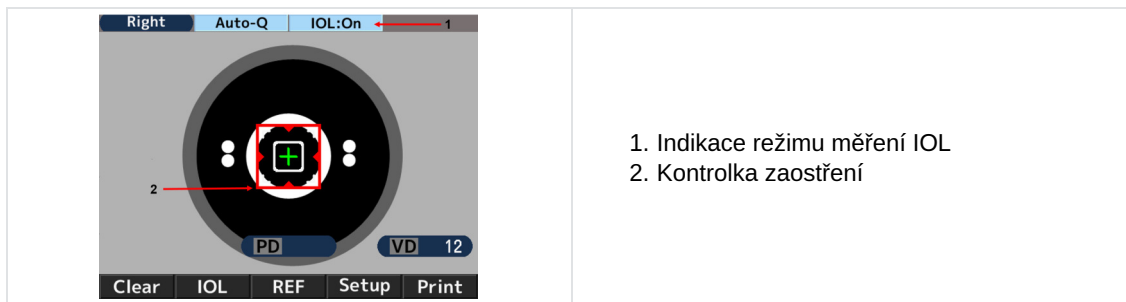 Right Auto-Q IOL:On 1
2
PD VD 12
Clear IOL REF Setup Print
1. Indikace režimu měření IOL
2. Kontrolka zaostření